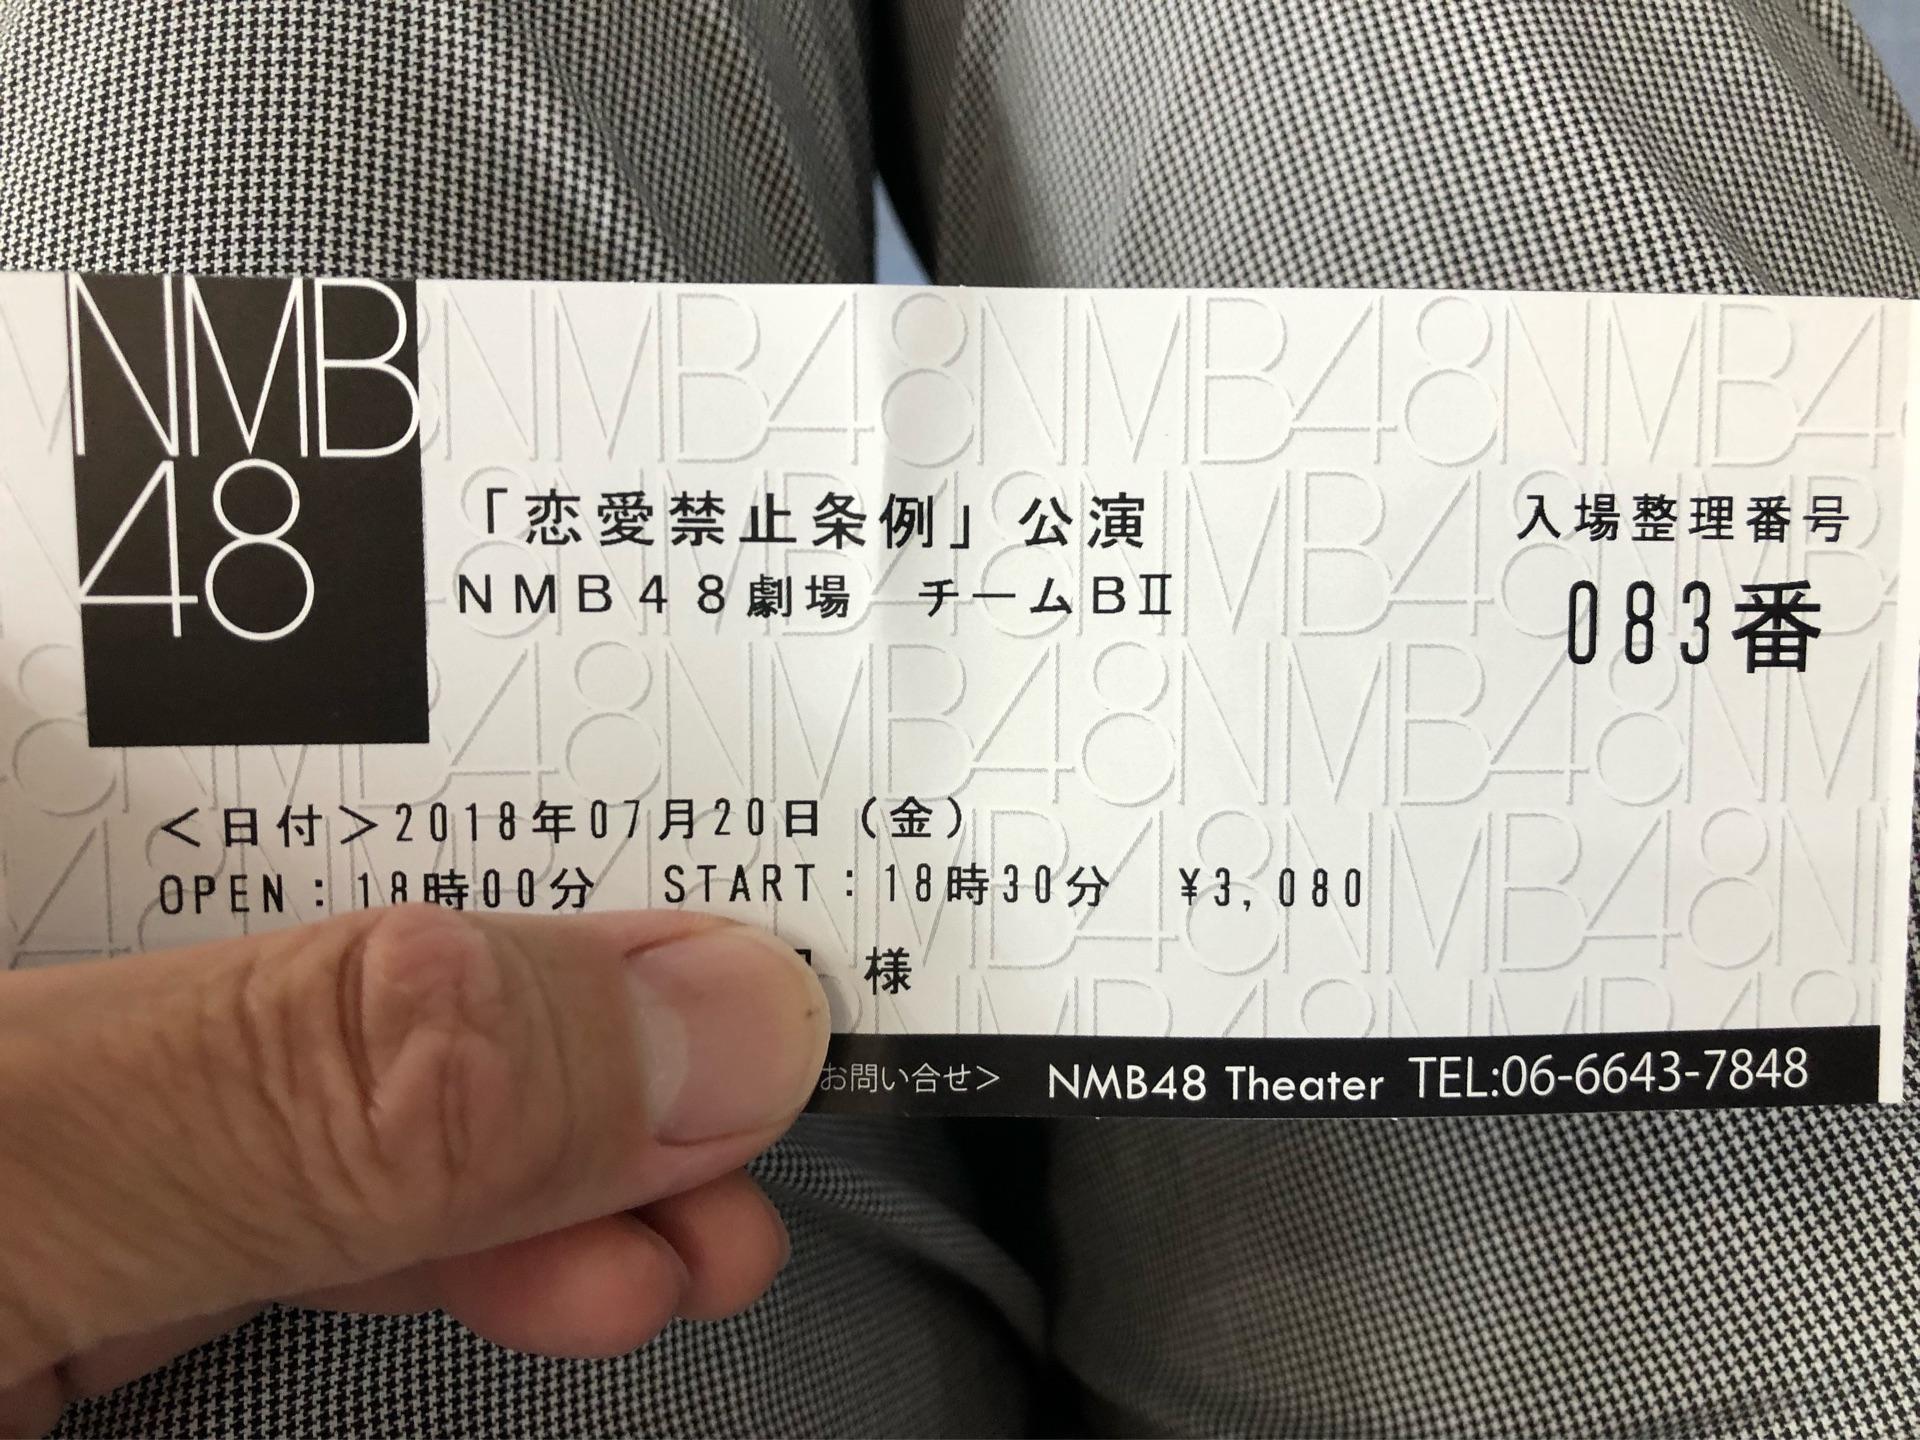 NMB
48
「恋愛禁止条例」公演
NMB48劇場 チームBⅡ
入場整理番号
083番
＜日付＞2018年07月20日（金）
OPEN：18時00分 START：18時30分 ¥3,080
様
お問い合せ＞ NMB48 Theater TEL:06-6643-7848